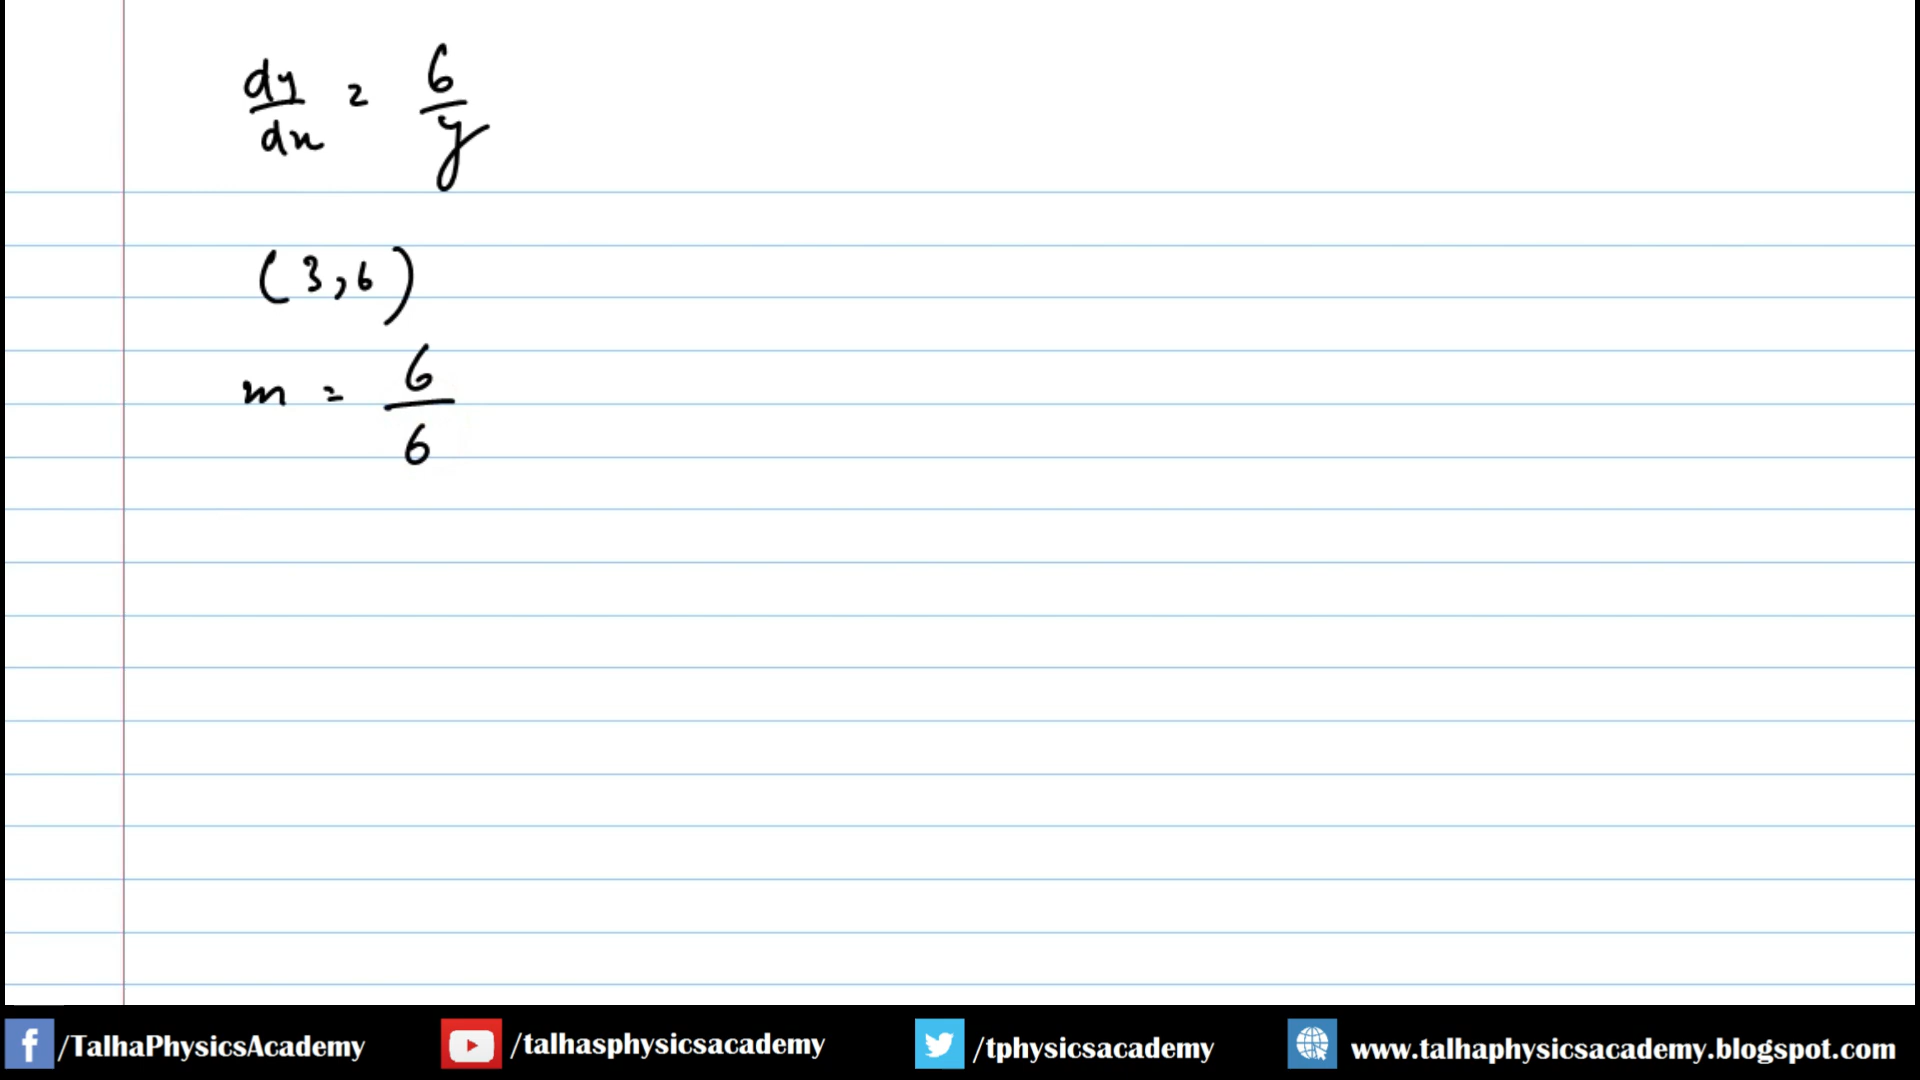 dy/dx = 6/y
(3,6)
m = 6/6
/TalhaPhysicsAcademy /talhasphysicsacademy /tphysicsacademy www.talhaphysicsacademy.blogspot.com